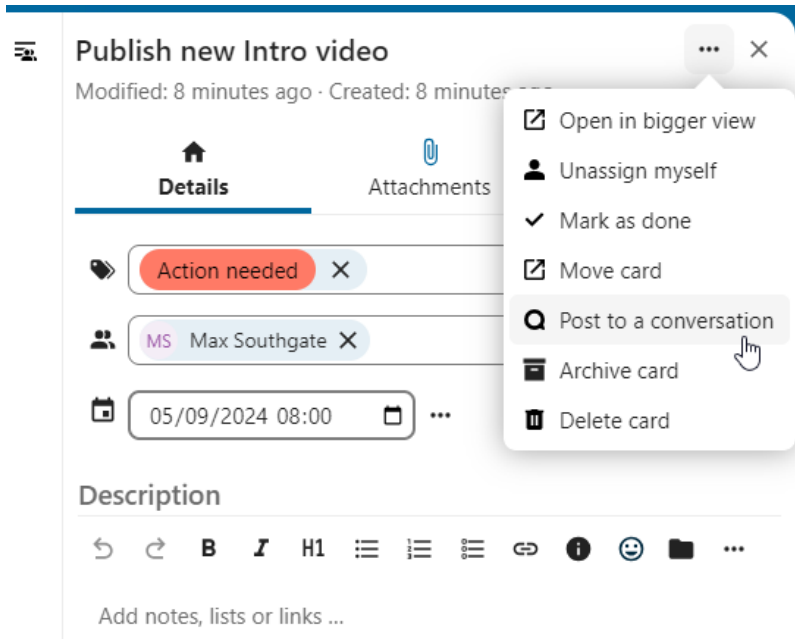 Publish new Intro video
Modified: 8 minutes ago · Created: 8 minutes ago
Open in bigger view
Unassign myself
Mark as done
Move card
Post to a conversation
Archive card
Delete card
Details
Attachments
Action needed
MS Max Southgate
05/09/2024 08:00
Description
B I H1
Add notes, lists or links ...